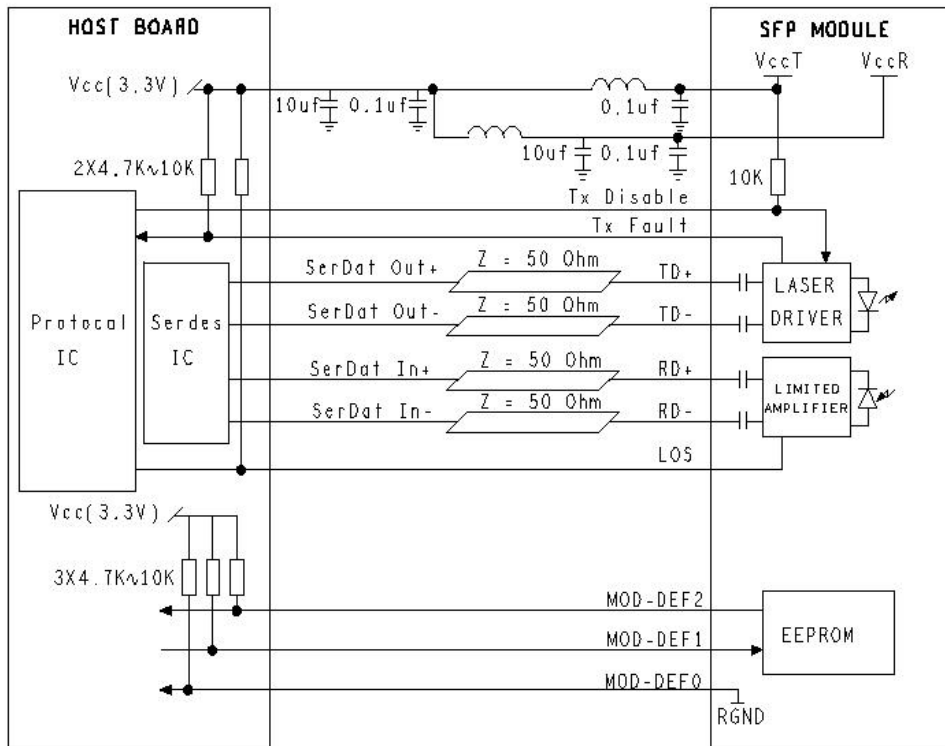 HOST BOARD
SFP MODULE
VccT
VccR
Vcc(3.3V)
10uf
0.1uf
0.1uf
10uf
0.1uf
2X4.7K~10K
10K
Tx Disable
Tx Fault
Protocal
IC
Serdes
IC
SerDat Out+
Z = 50 Ohm
TD+
SerDat Out-
Z = 50 Ohm
TD-
LASER
DRIVER
SerDat In+
Z = 50 Ohm
RD+
SerDat In-
Z = 50 Ohm
RD-
LIMITED
AMPLIFIER
LOS
Vcc(3.3V)
3X4.7K~10K
MOD-DEF2
MOD-DEF1
MOD-DEF0
EEPROM
RGND